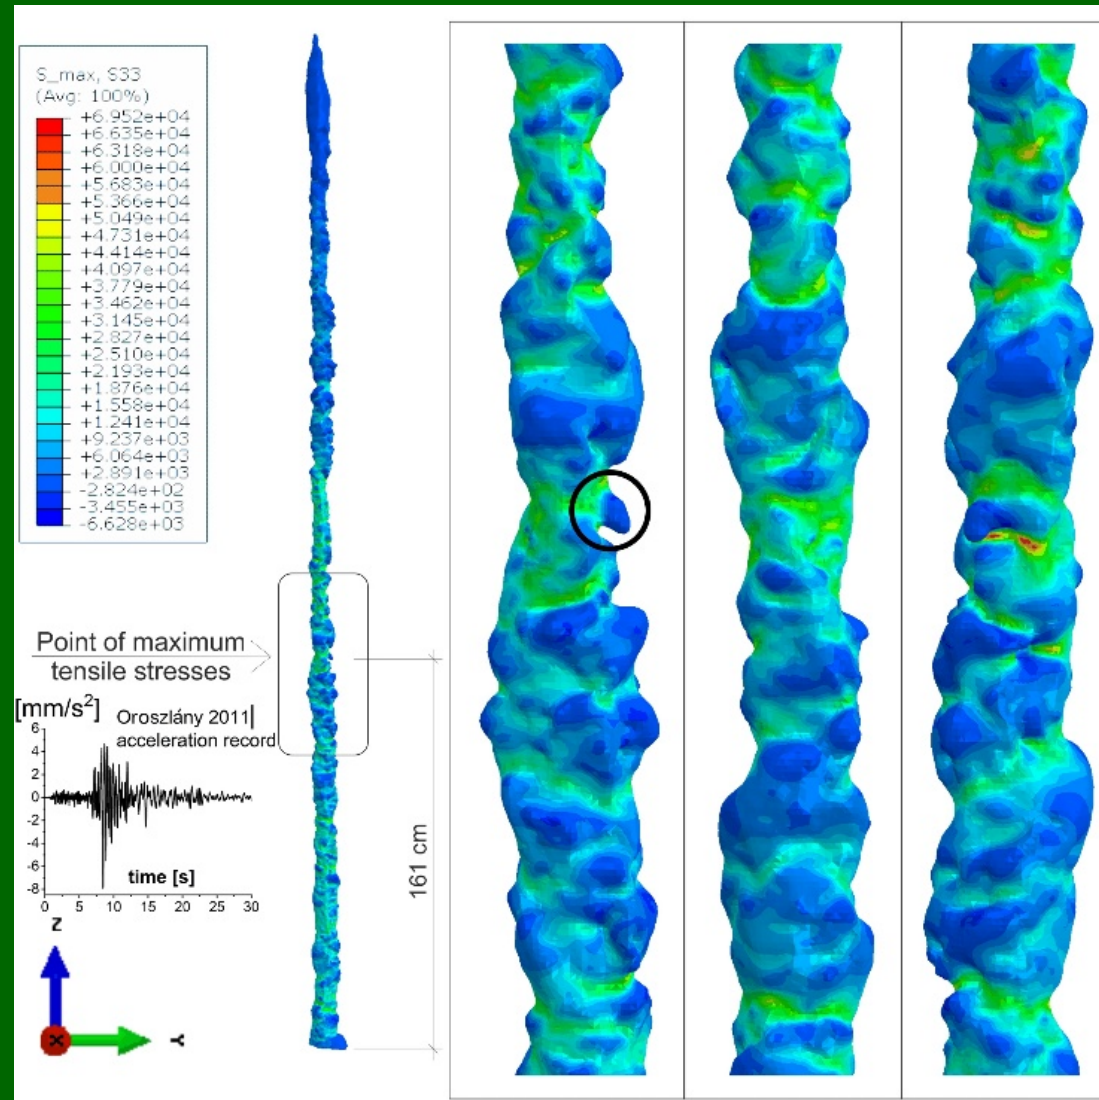 S_max, S33
(Avg: 100%)
+6.952e+04
+6.635e+04
+6.318e+04
+6.000e+04
+5.683e+04
+5.366e+04
+5.049e+04
+4.731e+04
+4.414e+04
+4.097e+04
+3.779e+04
+3.462e+04
+3.145e+04
+2.827e+04
+2.510e+04
+2.193e+04
+1.876e+04
+1.558e+04
+1.241e+04
+9.237e+03
+6.064e+03
+2.891e+03
-2.824e+02
-3.455e+03
-6.628e+03
Point of maximum
tensile stresses
[mm/s²]
Oroszlány 2011
acceleration record
6
4
2
0
-2
-4
-6
-8
time [s]
0 5 10 15 20 25 30
161 cm
Z
X
Y